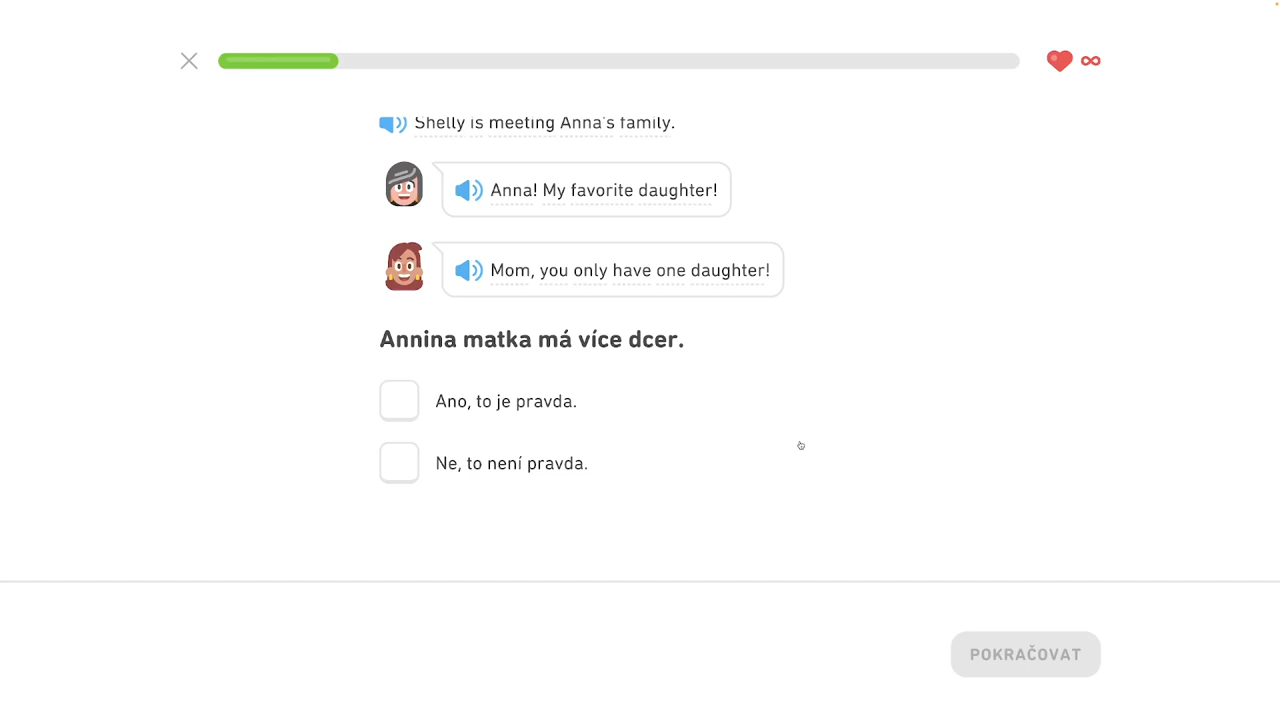 Shelly is meeting Anna's family.
Anna! My favorite daughter!
Mom, you only have one daughter!
Annina matka má více dcer.
Ano, to je pravda.
Ne, to není pravda.
POKRAČOVAT